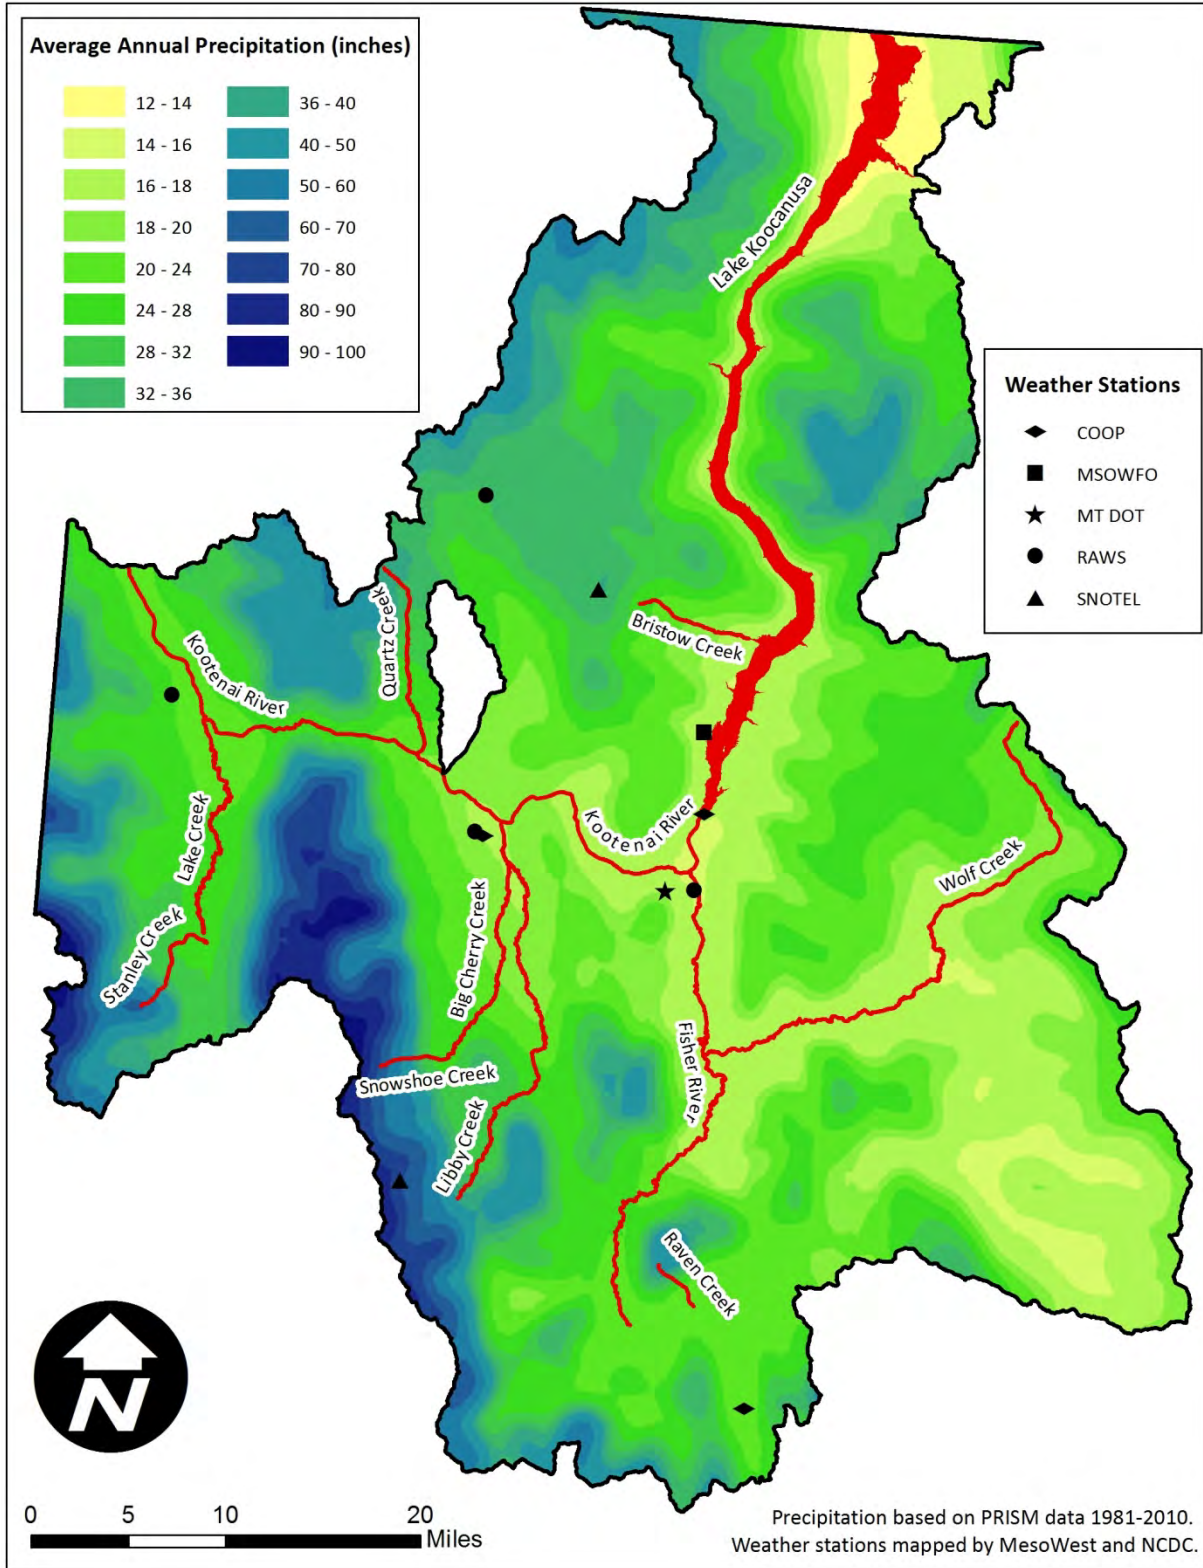 Average Annual Precipitation (inches)
12 - 14
14 - 16
16 - 18
18 - 20
20 - 24
24 - 28
28 - 32
32 - 36
36 - 40
40 - 50
50 - 60
60 - 70
70 - 80
80 - 90
90 - 100
Lake Koocanusa
Weather Stations
COOP
MSOWFO
MT DOT
RAWS
SNOTEL
Quartz Creek
Bristow Creek
Kootenai River
Lake Creek
Kootenai River
Wolf Creek
Stanley Creek
Big Cherry Creek
Snowshoe Creek
Fisher River
Libby Creek
Raven Creek
N
0 5 10 20
Miles
Precipitation based on PRISM data 1981-2010.
Weather stations mapped by MesoWest and NCDC.